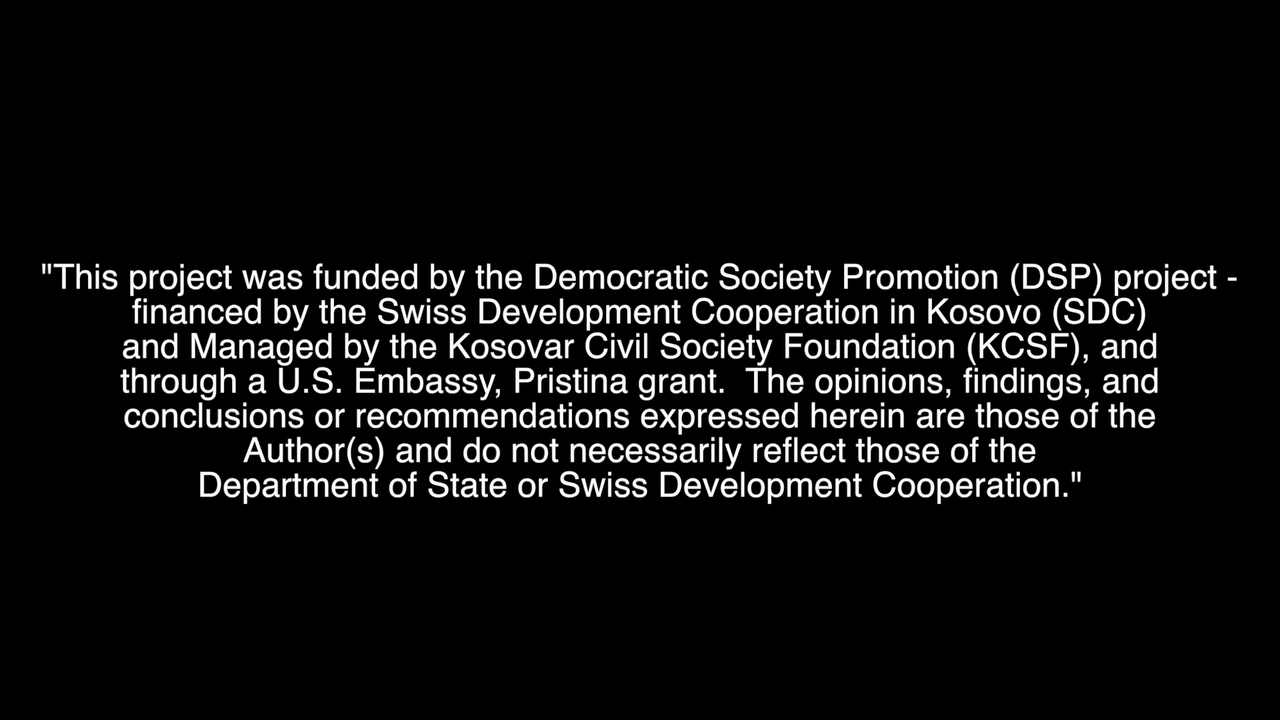 "This project was funded by the Democratic Society Promotion (DSP) project -
financed by the Swiss Development Cooperation in Kosovo (SDC)
and Managed by the Kosovar Civil Society Foundation (KCSF), and
through a U.S. Embassy, Pristina grant.  The opinions, findings, and
conclusions or recommendations expressed herein are those of the
Author(s) and do not necessarily reflect those of the
Department of State or Swiss Development Cooperation."